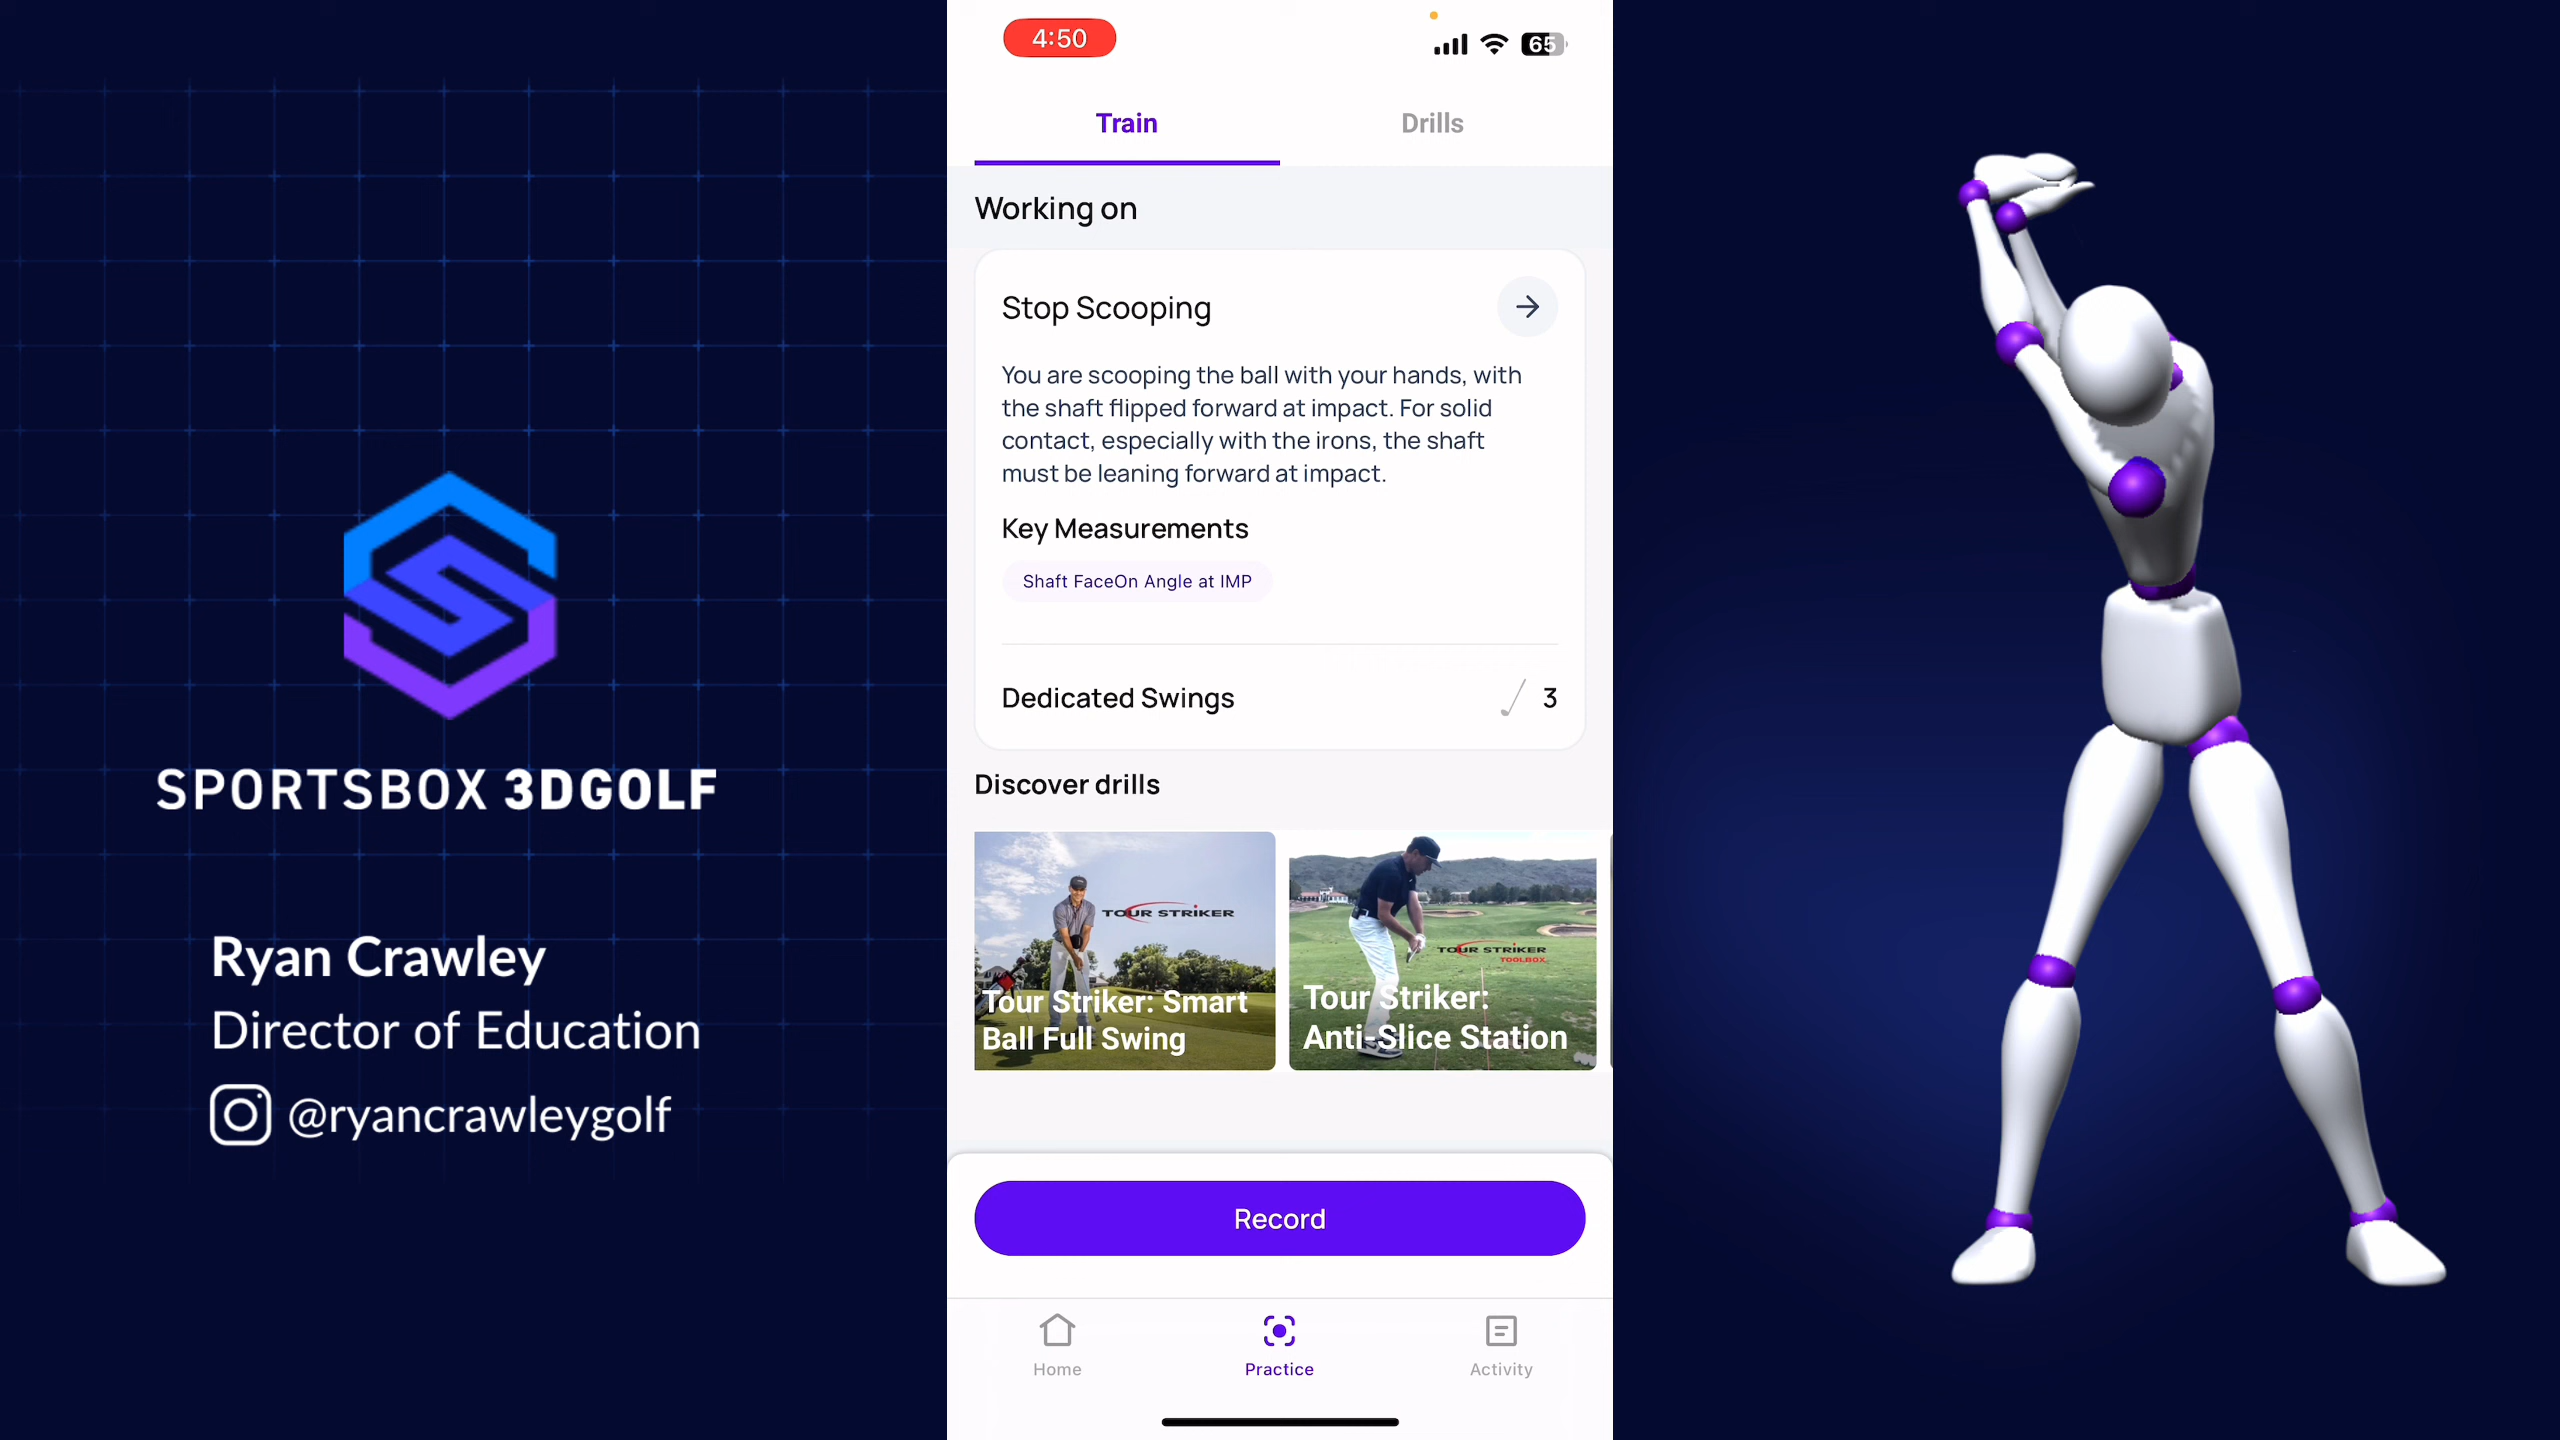 SPORTSBOX 3DGOLF
Ryan Crawley
Director of Education
@ryancrawleygolf
4:50
65
Train
Drills
Working on
Stop Scooping
You are scooping the ball with your hands, with
the shaft flipped forward at impact. For solid
contact, especially with the irons, the shaft
must be leaning forward at impact.
Key Measurements
Shaft FaceOn Angle at IMP
Dedicated Swings
3
Discover drills
TOUR STRIKER
Tour Striker: Smart
Ball Full Swing
TOUR STRIKER
TOOLBOX
Tour Striker:
Anti-Slice Station
Record
Home
Practice
Activity